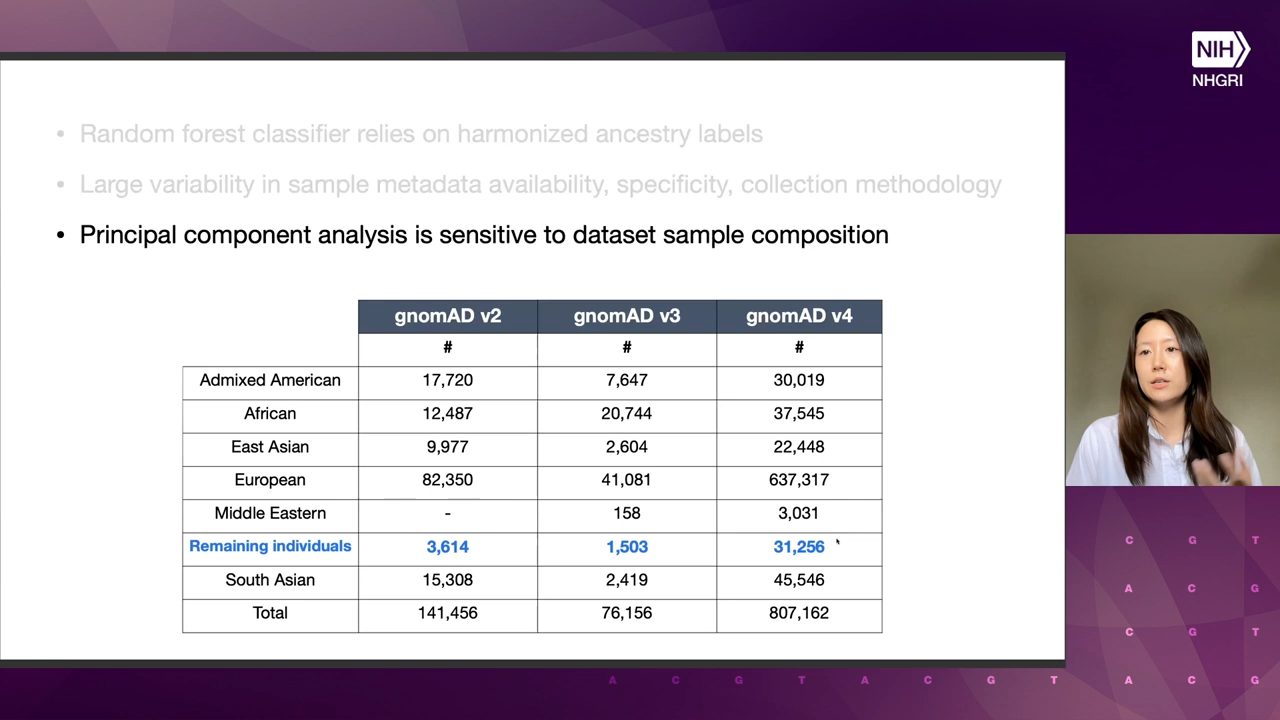 NIH
NHGRI
• Random forest classifier relies on harmonized ancestry labels
• Large variability in sample metadata availability, specificity, collection methodology
• Principal component analysis is sensitive to dataset sample composition
gnomAD v2 gnomAD v3 gnomAD v4
# # #
Admixed American 17,720 7,647 30,019
African 12,487 20,744 37,545
East Asian 9,977 2,604 22,448
European 82,350 41,081 637,317
Middle Eastern - 158 3,031
Remaining individuals 3,614 1,503 31,256
South Asian 15,308 2,419 45,546
Total 141,456 76,156 807,162
C G T
A C G
C G T
A C G T A C G T A C G